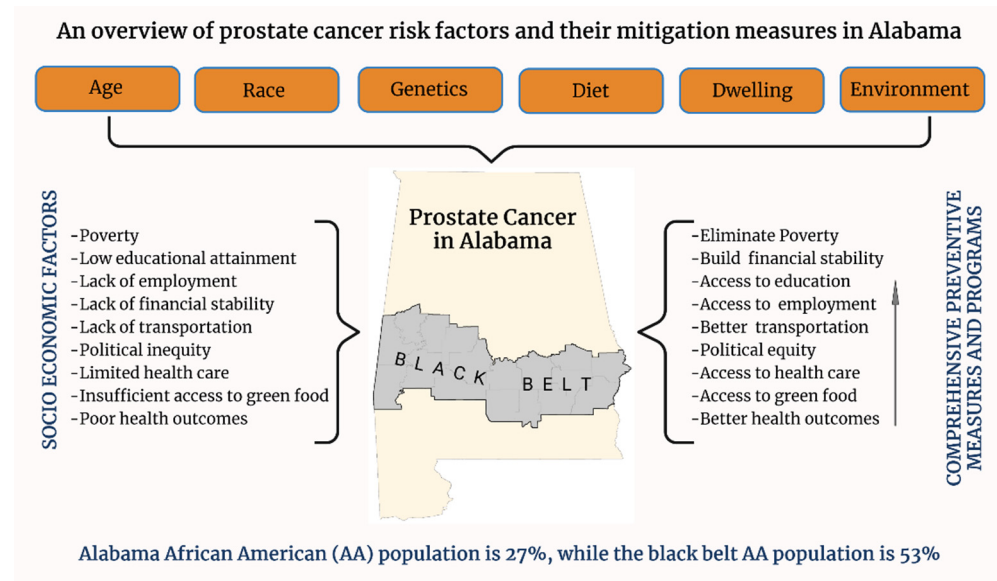 An overview of prostate cancer risk factors and their mitigation measures in Alabama
Age
Race
Genetics
Diet
Dwelling
Environment
SOCIO ECONOMIC FACTORS
-Poverty
-Low educational attainment
-Lack of employment
-Lack of financial stability
-Lack of transportation
-Political inequity
-Limited health care
-Insufficient access to green food
-Poor health outcomes
Prostate Cancer
in Alabama
BLACK BELT
-Eliminate Poverty
-Build financial stability
-Access to education
-Access to employment
-Better transportation
-Political equity
-Access to health care
-Access to green food
-Better health outcomes
COMPREHENSIVE PREVENTIVE
MEASURES AND PROGRAMS
Alabama African American (AA) population is 27%, while the black belt AA population is 53%